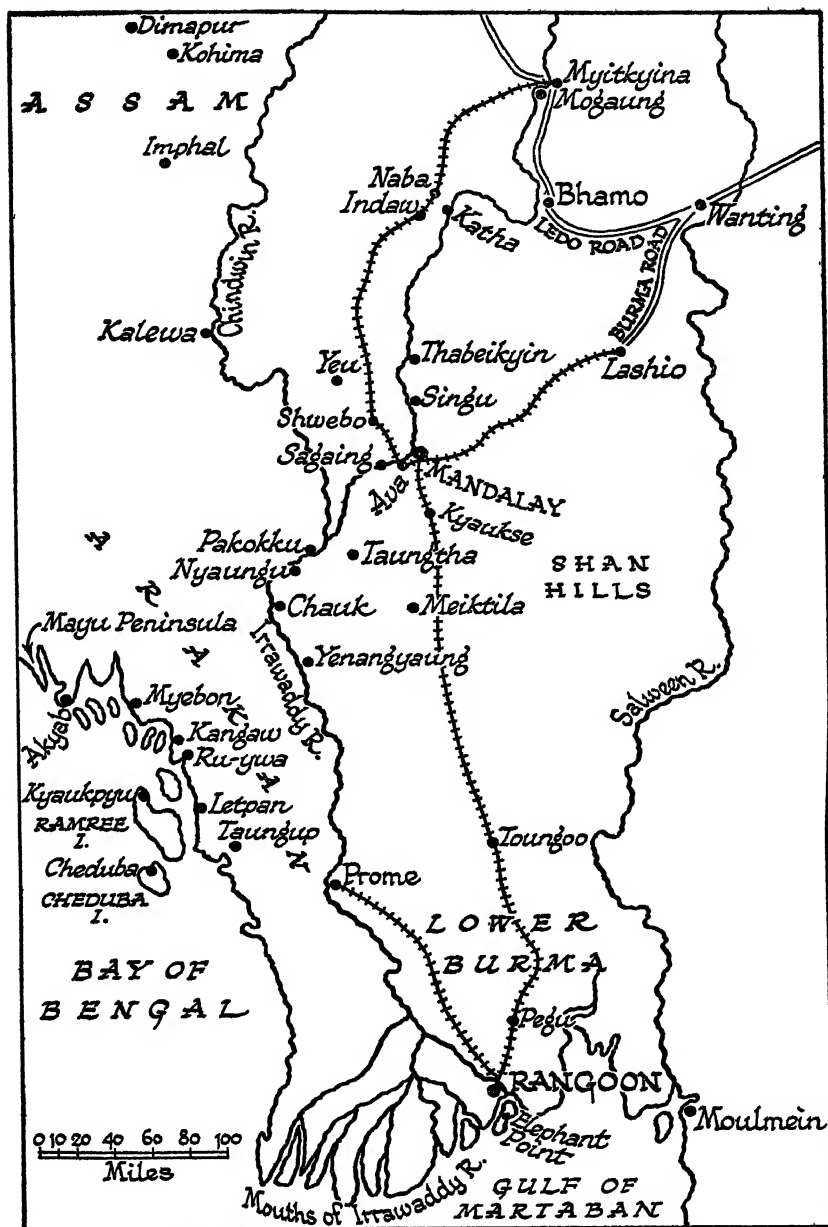 Dimapur
Kohima
ASSAM
Myitkyina
Mogaung
Imphal
Naba
Indaw
Katha
Bhamo
Wanting
LEDO ROAD
BURMA ROAD
Chindwin R.
Kalewa
Yeu
Thabeikyin
Lashio
Singu
Shwebo
Sagaing
Ava
MANDALAY
Kyaukse
Pakokku
Taungtha
Nyaungu
SHAN
HILLS
Chauk
Meiktila
ARAKAN
Mayu Peninsula
Irrawaddy R.
Yenangyaung
Salween R.
Akyab
Myebon
Kangaw
Ru-ywa
Kyaukpyu
RAMREE
I.
Letpan
Taungup
Toungoo
Cheduba
CHEDUBA
I.
Prome
LOWER
BURMA
BAY OF
BENGAL
Pegu
RANGOON
Elephant
Point
Moulmein
0 10 20 40 60 80 100
Miles
Mouths of Irrawaddy R.
GULF OF
MARTABAN